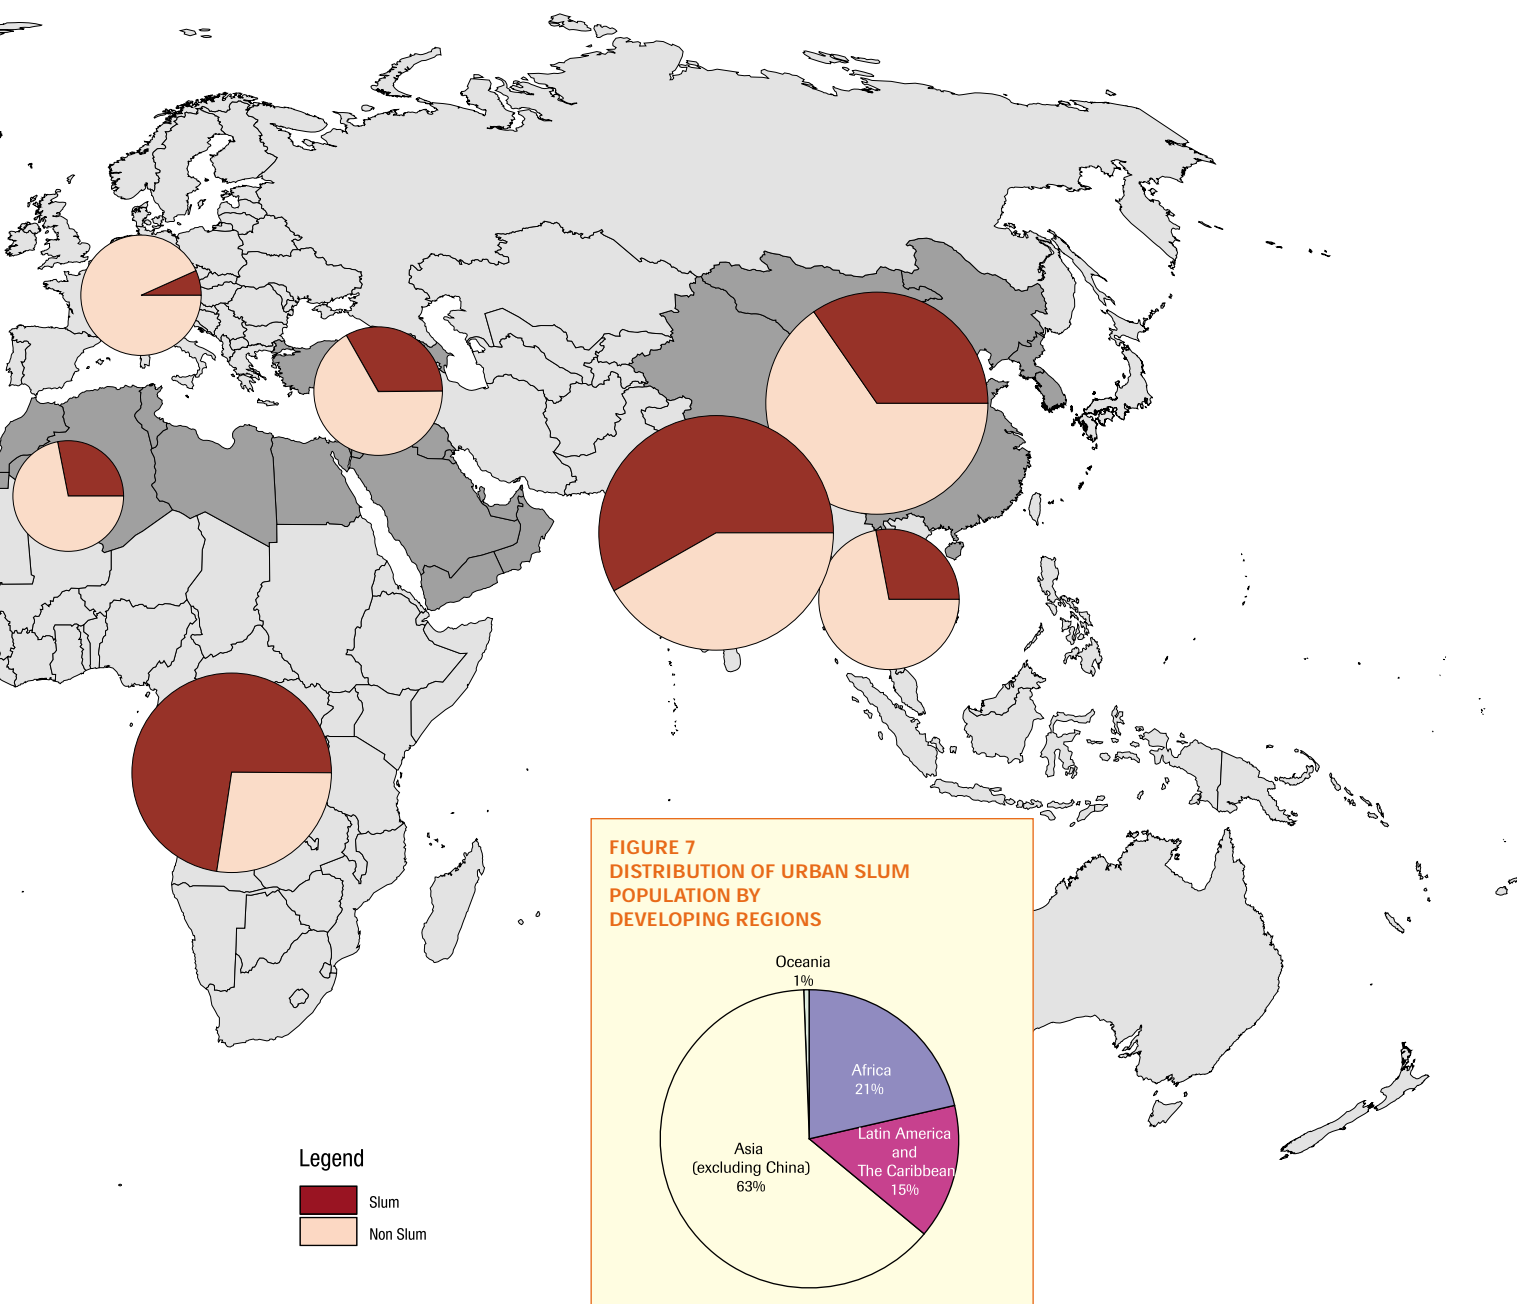 FIGURE 7
DISTRIBUTION OF URBAN SLUM
POPULATION BY
DEVELOPING REGIONS
Oceania
1%
Africa
21%
Latin America
and
The Caribbean
15%
Asia
(excluding China)
63%
Legend
Slum
Non Slum